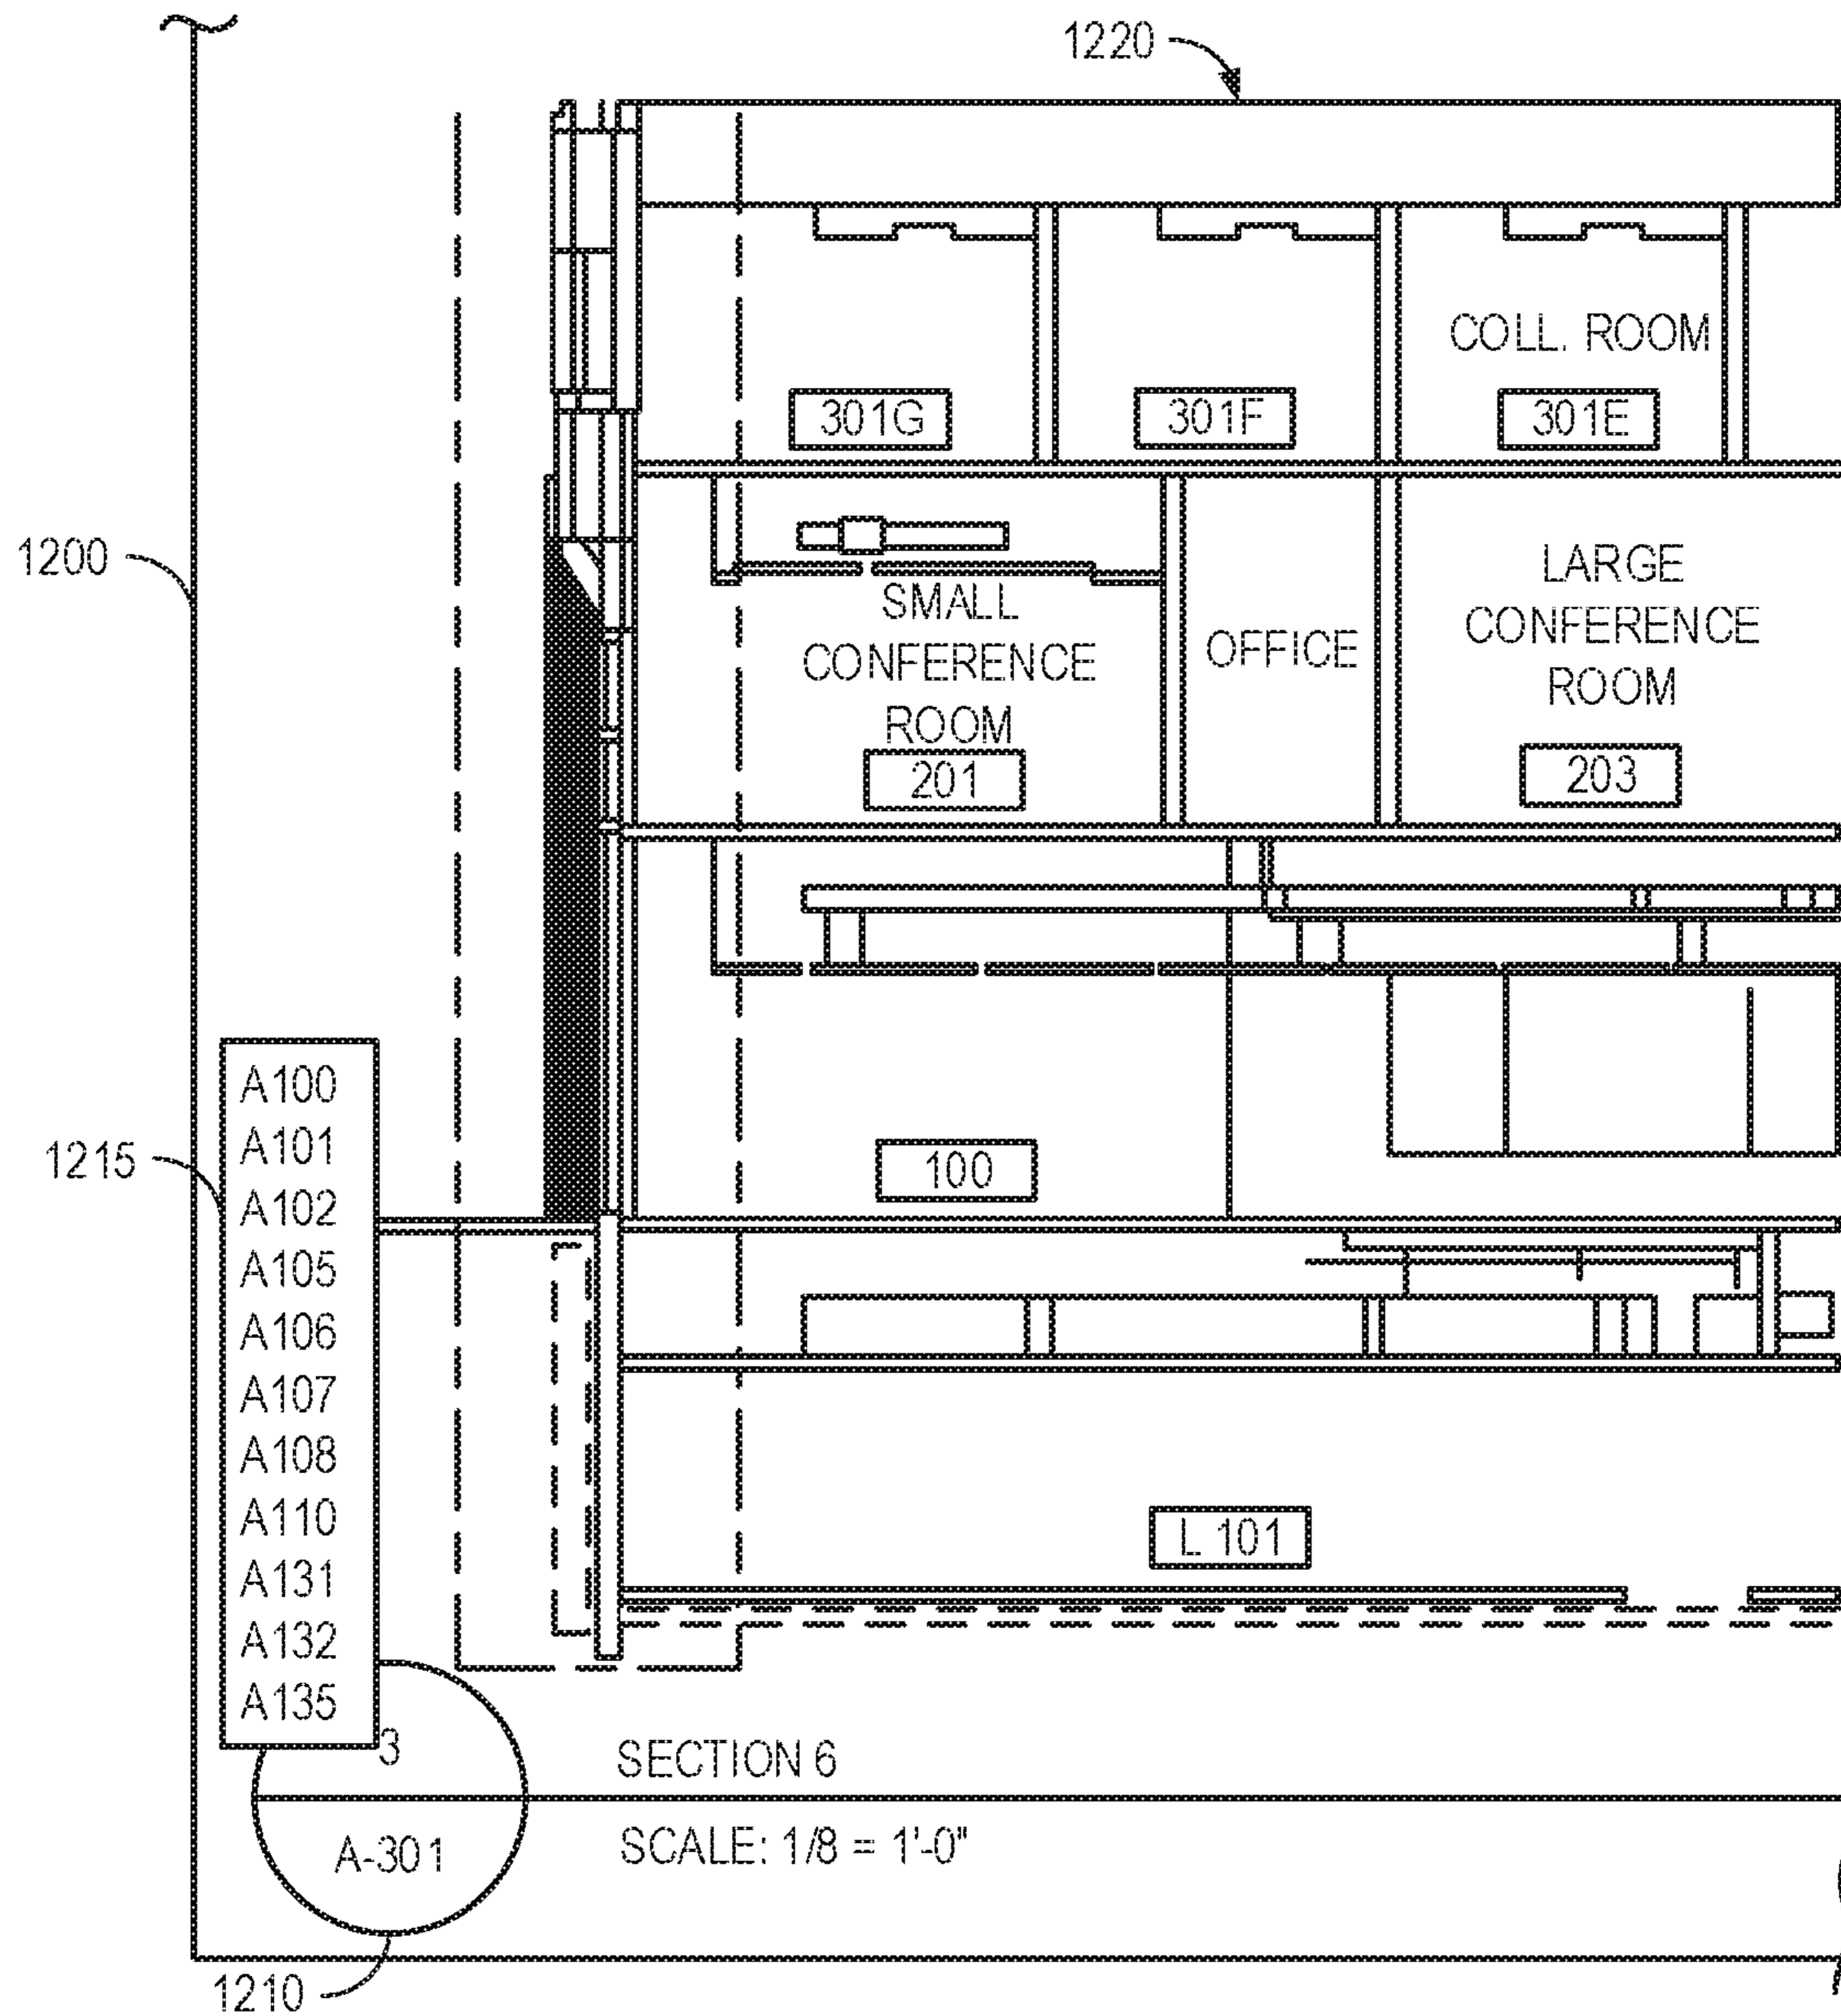 1220
COLL. ROOM
301G
301F
301E
1200
SMALL
CONFERENCE
ROOM
201
OFFICE
LARGE
CONFERENCE
ROOM
203
A100
A101
A102
A105
A106
A107
A108
A110
A131
A132
A135
1215
100
L 101
3
SECTION 6
A-301
SCALE: 1/8 = 1'-0"
1210